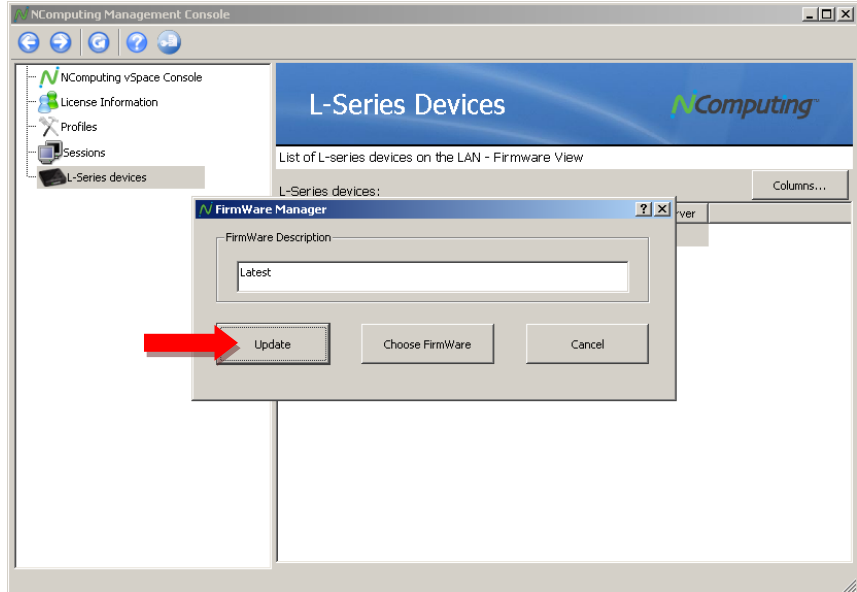 NComputing Management Console
NComputing vSpace Console
License Information
Profiles
Sessions
L-Series devices
L-Series Devices
NComputing
List of L-series devices on the LAN - Firmware View
L-Series devices:
Columns...
rver
FirmWare Manager
FirmWare Description
Latest
Update
Choose FirmWare
Cancel